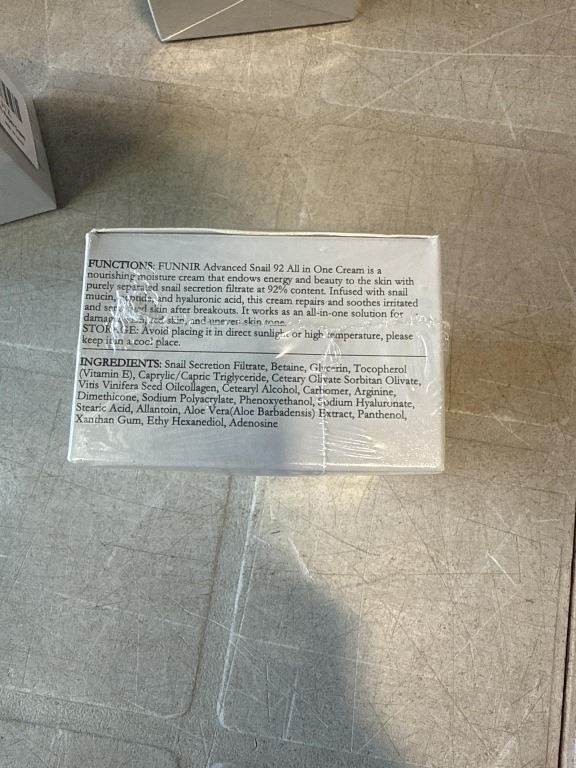 FUNCTIONS: FUNNIR Advanced Snail 92 All in One Cream is a
nourishing moisture cream that endows energy and beauty to the skin with
purely separated snail secretion filtrate at 92% content. Infused with snail
mucin, peptide, and hyaluronic acid, this cream repairs and soothes irritated
and skin after breakouts. It works as an all-in-one solution for
skin, and uneven skin tone.
STORAGE: Avoid placing it in direct sunlight or high temperature, please
keep it in a cool place.
INGREDIENTS: Snail Secretion Filtrate, Betaine, Glycerin, Tocopherol
(Vitamin E), Caprylic/Capric Triglyceride, Ceteary Olivate Sorbitan Olivate,
Vitis Vinifera Seed Oilcollagen, Cetearyl Alcohol, Carbomer, Arginine,
Dimethicone, Sodium Polyacrylate, Phenoxyethanol, Sodium Hyaluronate,
Stearic Acid, Allantoin, Aloe Vera(Aloe Barbadensis) Extract, Panthenol,
Xanthan Gum, Ethy Hexanediol, Adenosine